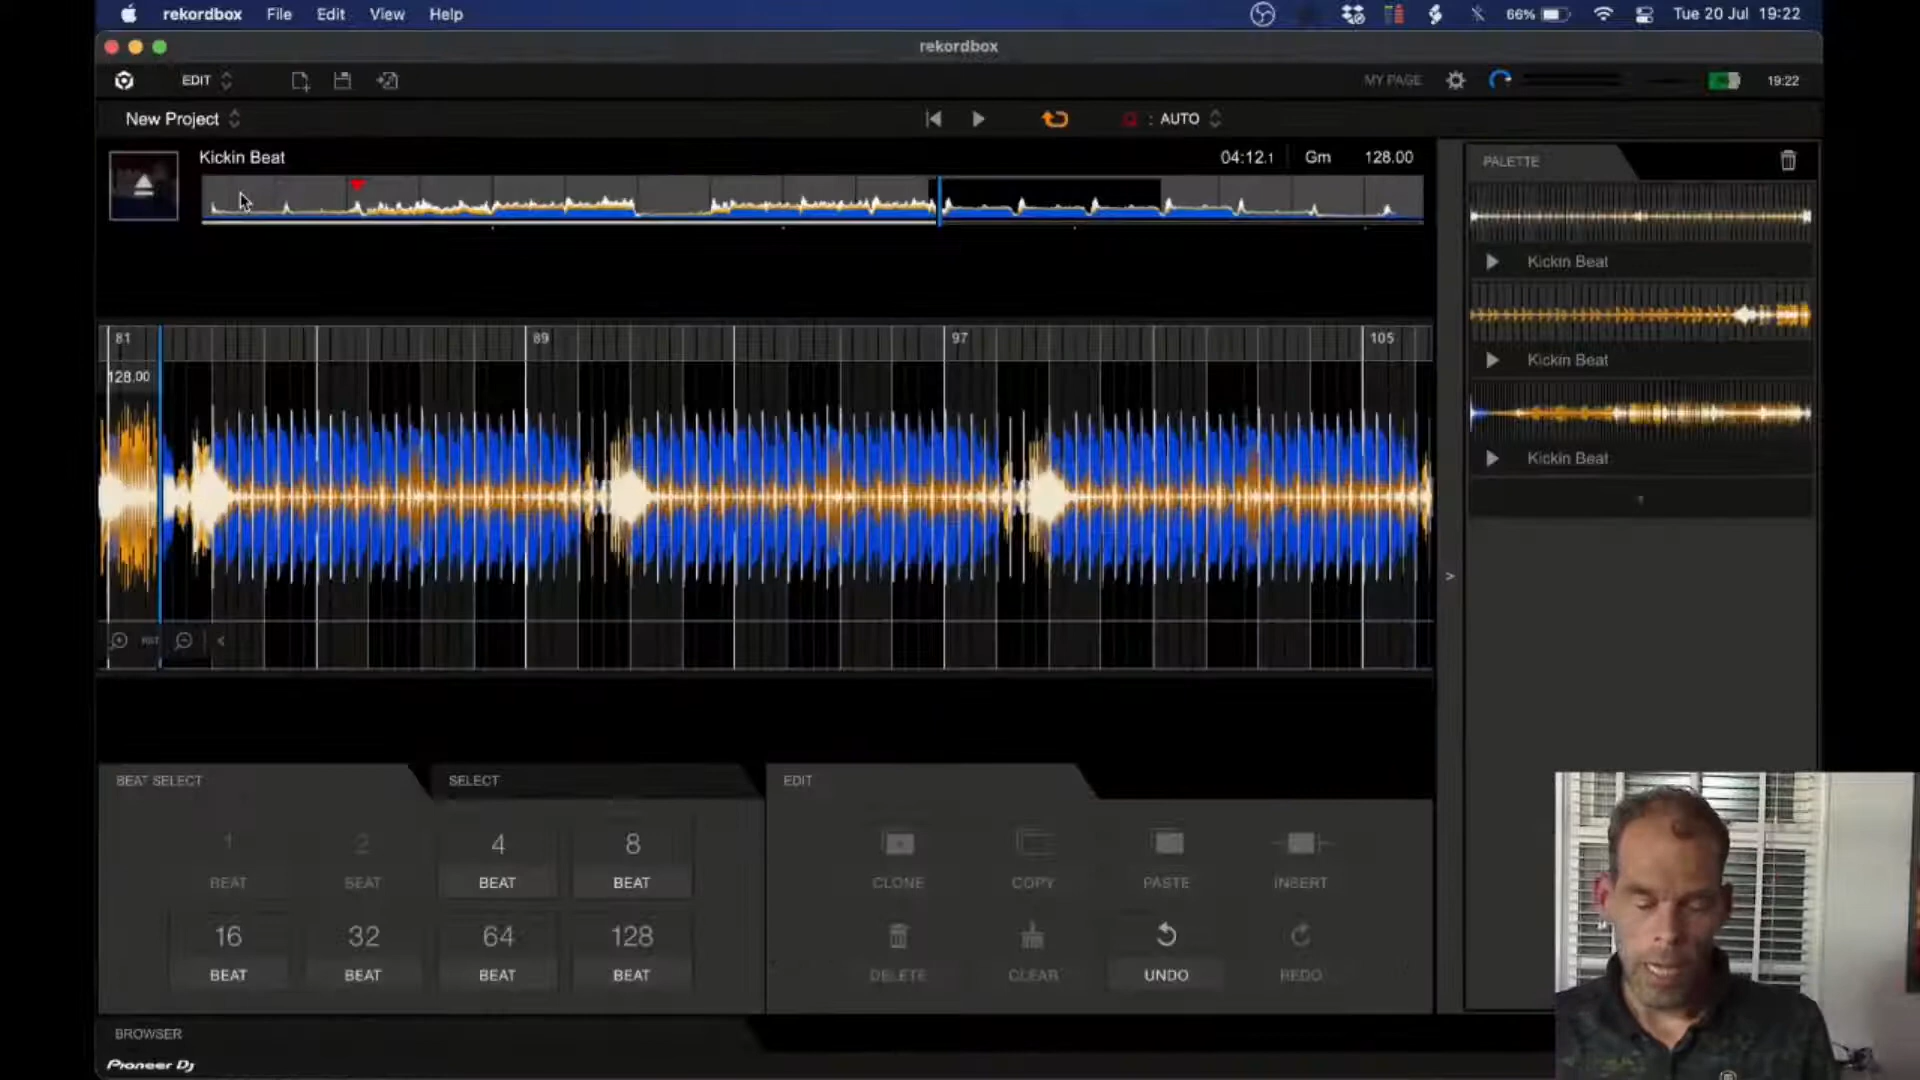 rekordbox File Edit View Help 66% Tue 20 Jul 19:22
rekordbox
EDIT MY PAGE 19:22
New Project : AUTO
Kickin Beat 04:12.1 Gm 128.00 PALETTE
Kickin Beat
81 89 97 105
Kickin Beat
128.00
Kickin Beat
RST <
>
BEAT SELECT SELECT EDIT
1 2 4 8
BEAT BEAT BEAT BEAT CLONE COPY PASTE INSERT
16 32 64 128
BEAT BEAT BEAT BEAT DELETE CLEAR UNDO REDO
BROWSER
Pioneer Dj